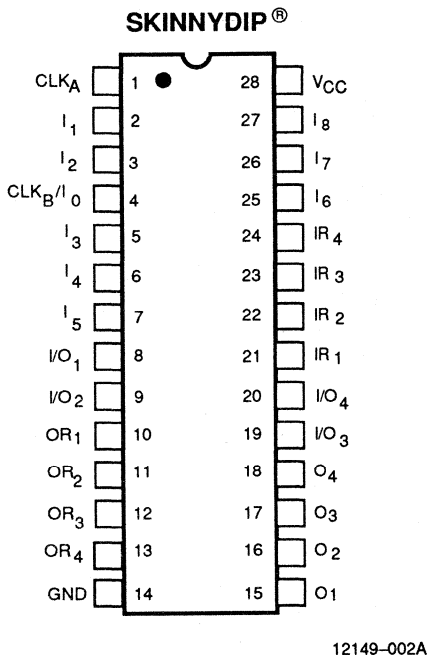 SKINNYDIP ®
CLKA 1 28 VCC
I1 2 27 I8
I2 3 26 I7
CLKB/I0 4 25 I6
I3 5 24 IR4
I4 6 23 IR3
I5 7 22 IR2
I/O1 8 21 IR1
I/O2 9 20 I/O4
OR1 10 19 I/O3
OR2 11 18 O4
OR3 12 17 O3
OR4 13 16 O2
GND 14 15 O1
12149–002A